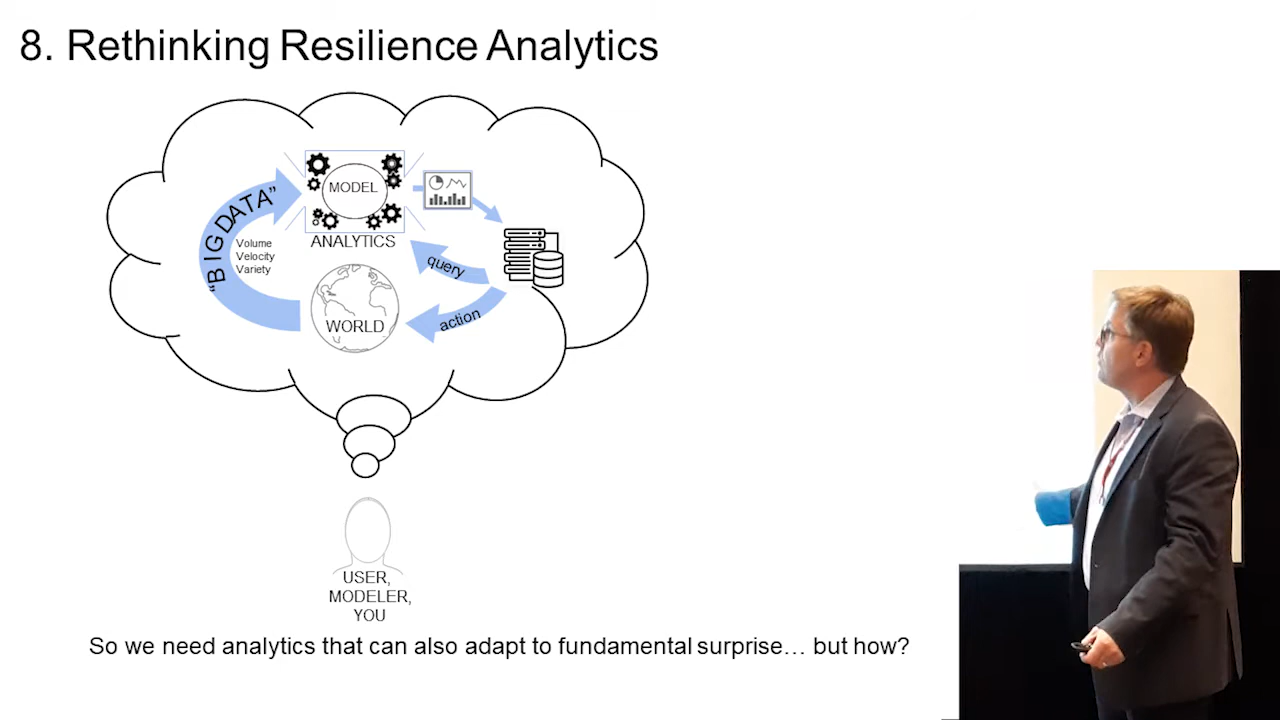 8. Rethinking Resilience Analytics
"BIG DATA"
Volume
Velocity
Variety
MODEL
ANALYTICS
query
WORLD
action
USER,
MODELER,
YOU
So we need analytics that can also adapt to fundamental surprise… but how?